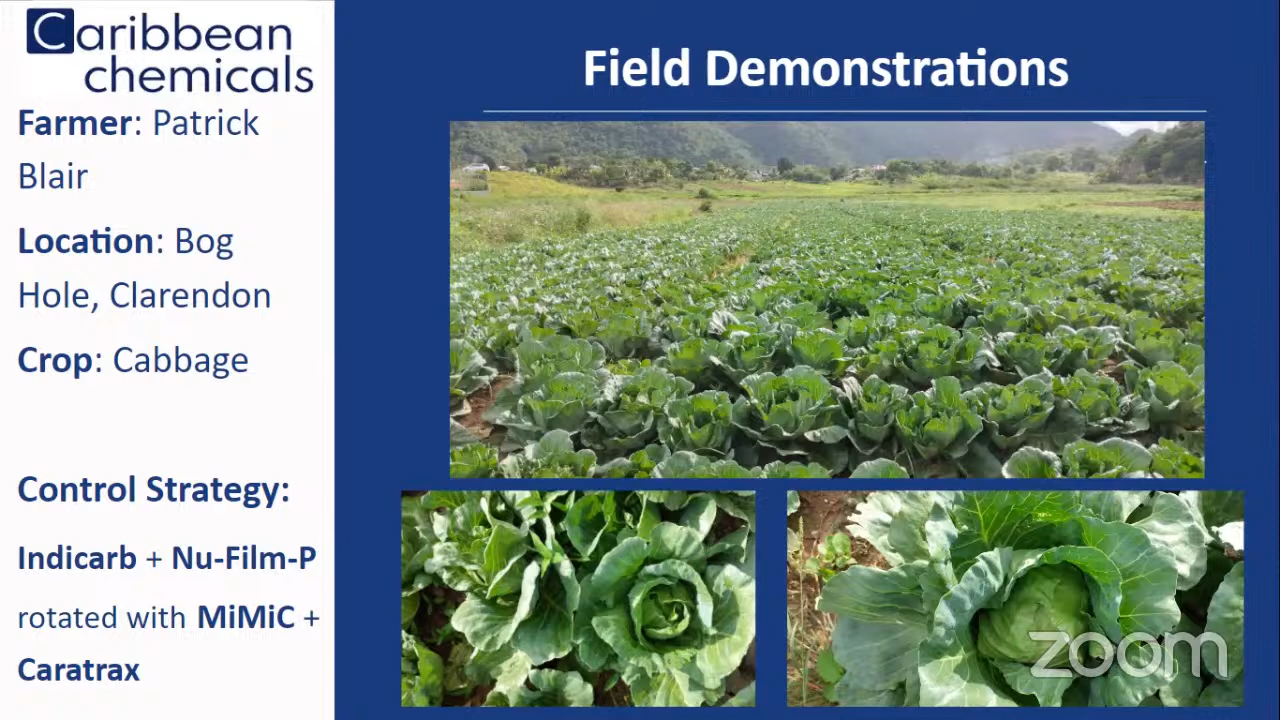 Caribbean
chemicals
Farmer: Patrick
Blair
Location: Bog
Hole, Clarendon
Crop: Cabbage
Control Strategy:
Indicarb + Nu-Film-P
rotated with MiMiC +
Caratrax
Field Demonstrations
zoom